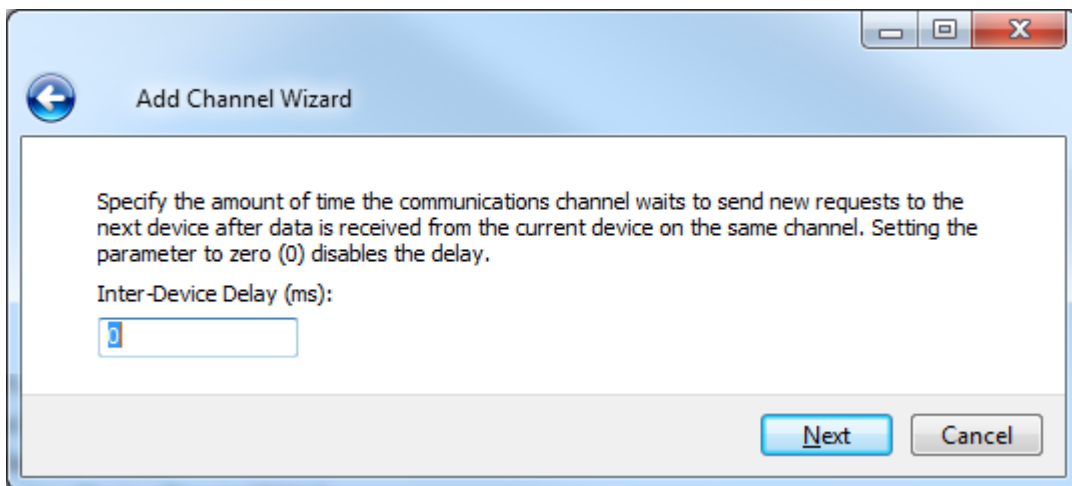 Add Channel Wizard
Specify the amount of time the communications channel waits to send new requests to the
next device after data is received from the current device on the same channel. Setting the
parameter to zero (0) disables the delay.
Inter-Device Delay (ms):
0
Next Cancel